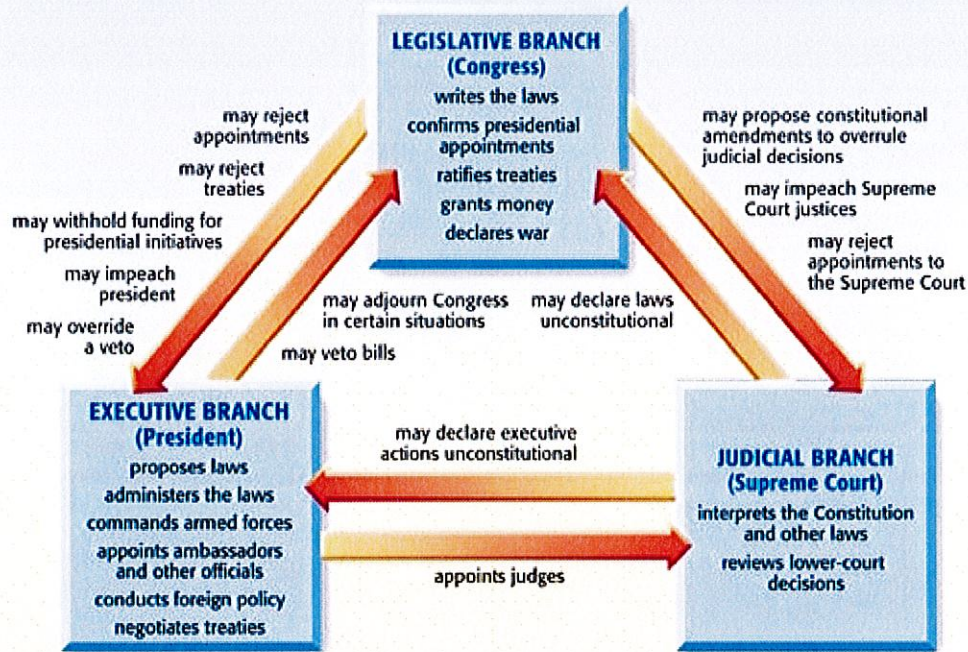 LEGISLATIVE BRANCH
(Congress)
writes the laws
confirms presidential
appointments
ratifies treaties
grants money
declares war
may reject
appointments
may reject
treaties
may withhold funding for
presidential initiatives
may impeach
president
may override
a veto
may adjourn Congress
in certain situations
may veto bills
may propose constitutional
amendments to overrule
judicial decisions
may impeach Supreme
Court justices
may reject
appointments to
the Supreme Court
may declare laws
unconstitutional
EXECUTIVE BRANCH
(President)
proposes laws
administers the laws
commands armed forces
appoints ambassadors
and other officials
conducts foreign policy
negotiates treaties
may declare executive
actions unconstitutional
appoints judges
JUDICIAL BRANCH
(Supreme Court)
interprets the Constitution
and other laws
reviews lower-court
decisions